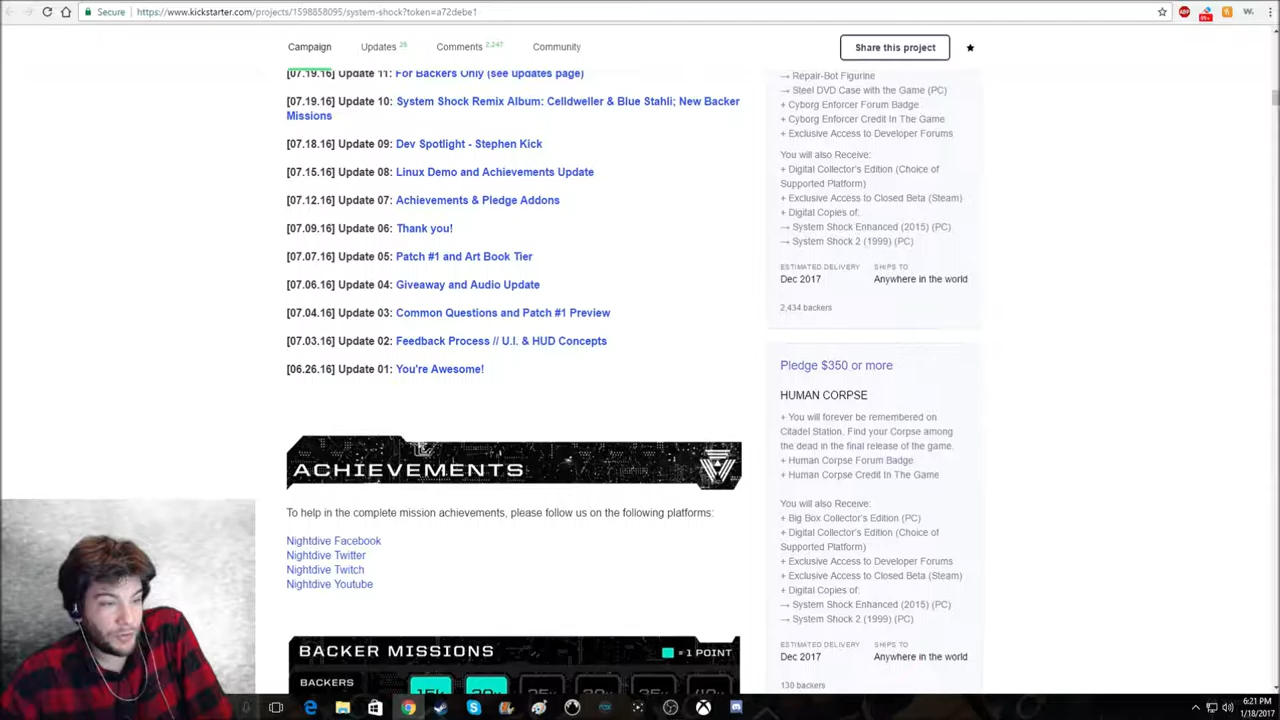 Secure
https://www.kickstarter.com/projects/1598858095/system-shock?token=a72debe1
Campaign
Updates 26
Comments 2,247
Community
Share this project
[07.19.16] Update 11: For Backers Only (see updates page)
[07.19.16] Update 10: System Shock Remix Album: Celldweller & Blue Stahli; New Backer
Missions
[07.18.16] Update 09: Dev Spotlight - Stephen Kick
[07.15.16] Update 08: Linux Demo and Achievements Update
[07.12.16] Update 07: Achievements & Pledge Addons
[07.09.16] Update 06: Thank you!
[07.07.16] Update 05: Patch #1 and Art Book Tier
[07.06.16] Update 04: Giveaway and Audio Update
[07.04.16] Update 03: Common Questions and Patch #1 Preview
[07.03.16] Update 02: Feedback Process // U.I. & HUD Concepts
[06.26.16] Update 01: You're Awesome!
ACHIEVEMENTS
To help in the complete mission achievements, please follow us on the following platforms:
Nightdive Facebook
Nightdive Twitter
Nightdive Twitch
Nightdive Youtube
BACKER MISSIONS
= 1 POINT
BACKERS
→ Repair-Bot Figurine
→ Steel DVD Case with the Game (PC)
+ Cyborg Enforcer Forum Badge
+ Cyborg Enforcer Credit In The Game
+ Exclusive Access to Developer Forums
You will also Receive:
+ Digital Collector's Edition (Choice of
Supported Platform)
+ Exclusive Access to Closed Beta (Steam)
+ Digital Copies of:
→ System Shock Enhanced (2015) (PC)
→ System Shock 2 (1999) (PC)
ESTIMATED DELIVERY
Dec 2017
SHIPS TO
Anywhere in the world
2,434 backers
Pledge $350 or more
HUMAN CORPSE
+ You will forever be remembered on
Citadel Station. Find your Corpse among
the dead in the final release of the game.
+ Human Corpse Forum Badge
+ Human Corpse Credit In The Game
You will also Receive:
+ Big Box Collector's Edition (PC)
+ Digital Collector's Edition (Choice of
Supported Platform)
+ Exclusive Access to Developer Forums
+ Exclusive Access to Closed Beta (Steam)
+ Digital Copies of:
→ System Shock Enhanced (2015) (PC)
→ System Shock 2 (1999) (PC)
ESTIMATED DELIVERY
Dec 2017
SHIPS TO
Anywhere in the world
130 backers
6:21 PM
1/18/2017